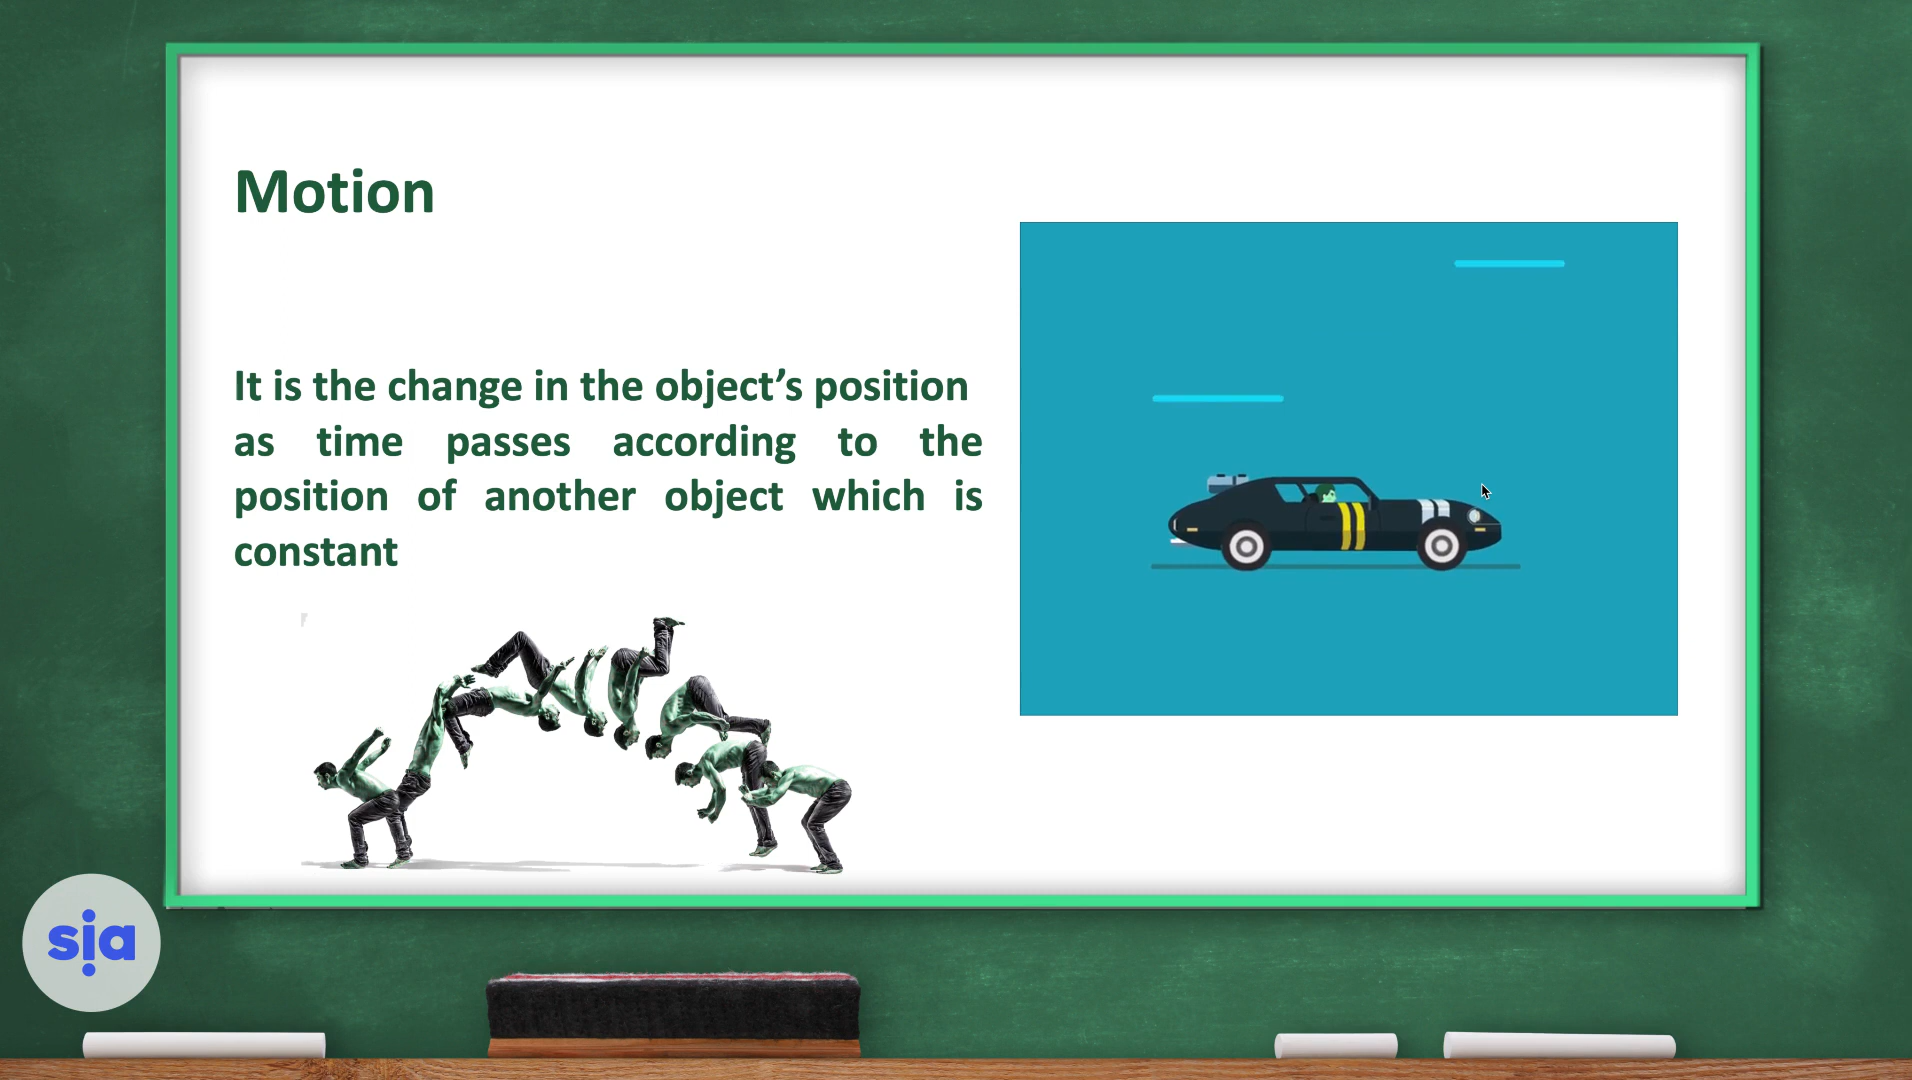 Motion
It is the change in the object’s position
as time passes according to the
position of another object which is
constant
sia